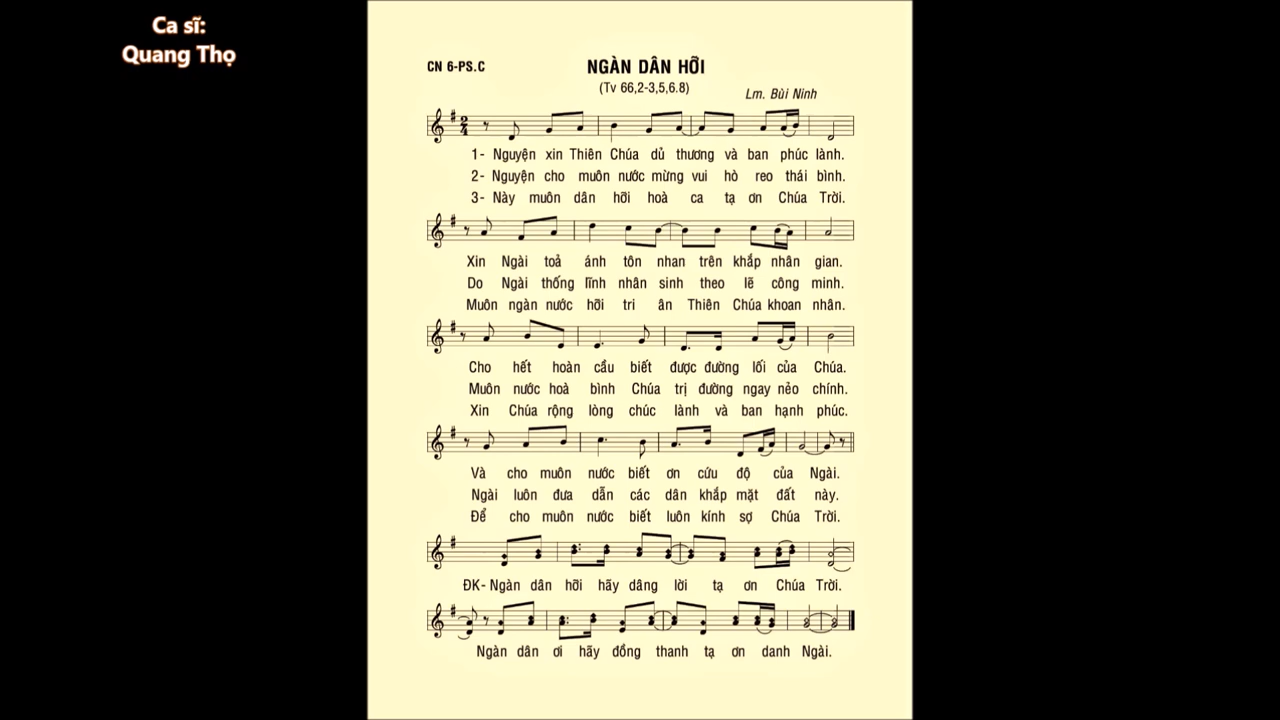 Ca sĩ:
Quang Thọ
CN 6-PS.C
NGÀN DÂN HỠI
(Tv 66,2-3,5,6.8)
Lm. Bùi Ninh
1- Nguyện xin Thiên Chúa dủ thương và ban phúc lành.
2- Nguyện cho muôn nước mừng vui hò reo thái bình.
3- Này muôn dân hỡi hoà ca tạ ơn Chúa Trời.
Xin Ngài toả ánh tôn nhan trên khắp nhân gian.
Do Ngài thống lĩnh nhân sinh theo lẽ công minh.
Muôn ngàn nước hỡi tri ân Thiên Chúa khoan nhân.
Cho hết hoàn cầu biết được đường lối của Chúa.
Muôn nước hoà bình Chúa trị đường ngay nẻo chính.
Xin Chúa rộng lòng chúc lành và ban hạnh phúc.
Và cho muôn nước biết ơn cứu độ của Ngài.
Ngài luôn đưa dẫn các dân khắp mặt đất này.
Để cho muôn nước biết luôn kính sợ Chúa Trời.
ĐK- Ngàn dân hỡi hãy dâng lời tạ ơn Chúa Trời.
Ngàn dân ơi hãy đồng thanh tạ ơn danh Ngài.